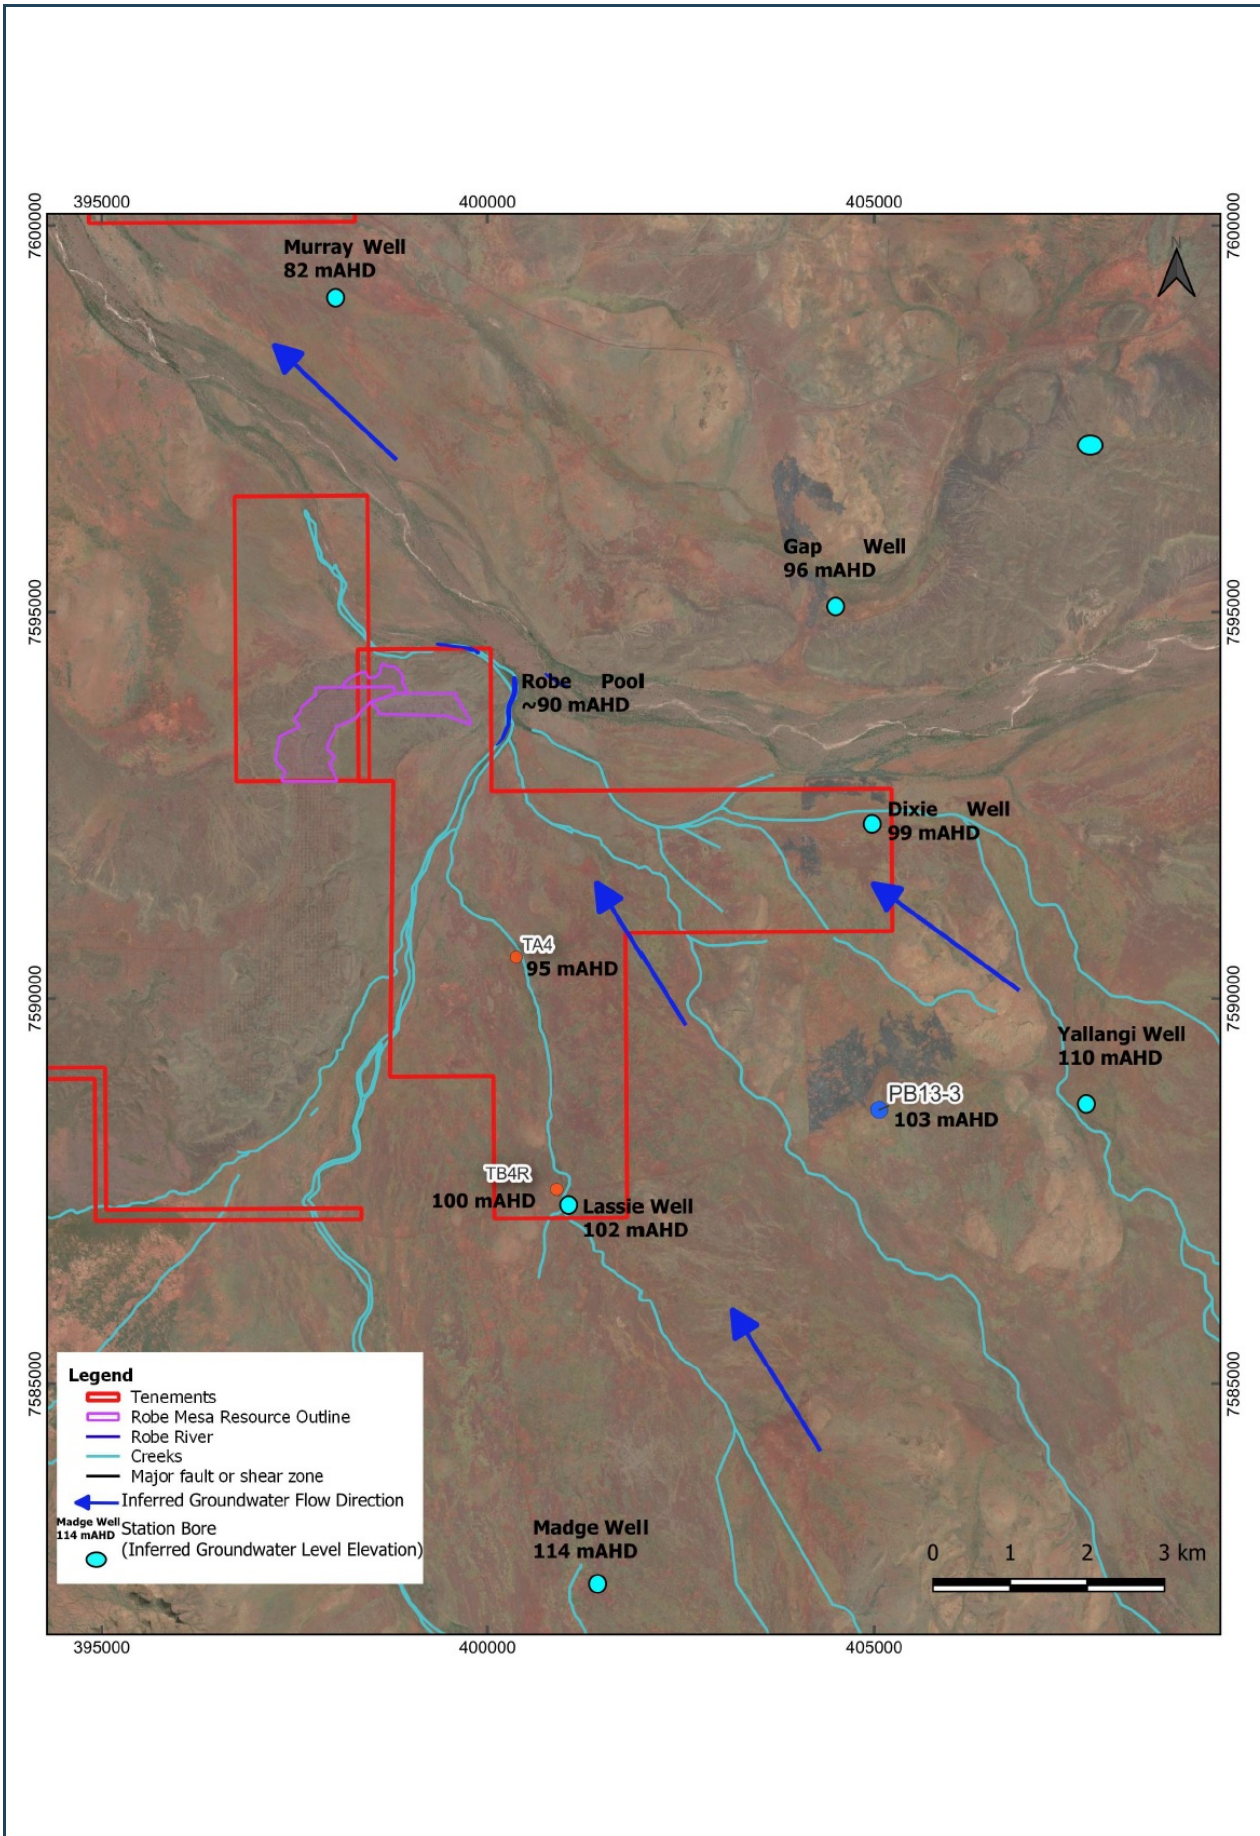 395000
400000
405000
7600000
7600000
Murray Well
82 mAHD
N
Gap Well
96 mAHD
7595000
7595000
Robe Pool
~90 mAHD
Dixie Well
99 mAHD
TA4
95 mAHD
7590000
7590000
Yallangi Well
110 mAHD
PB13-3
103 mAHD
TB4R
100 mAHD
Lassie Well
102 mAHD
7585000
7585000
Legend
Tenements
Robe Mesa Resource Outline
Robe River
Creeks
Major fault or shear zone
Inferred Groundwater Flow Direction
Madge Well
114 mAHD
Station Bore
(Inferred Groundwater Level Elevation)
Madge Well
114 mAHD
0 1 2 3 km
395000
400000
405000